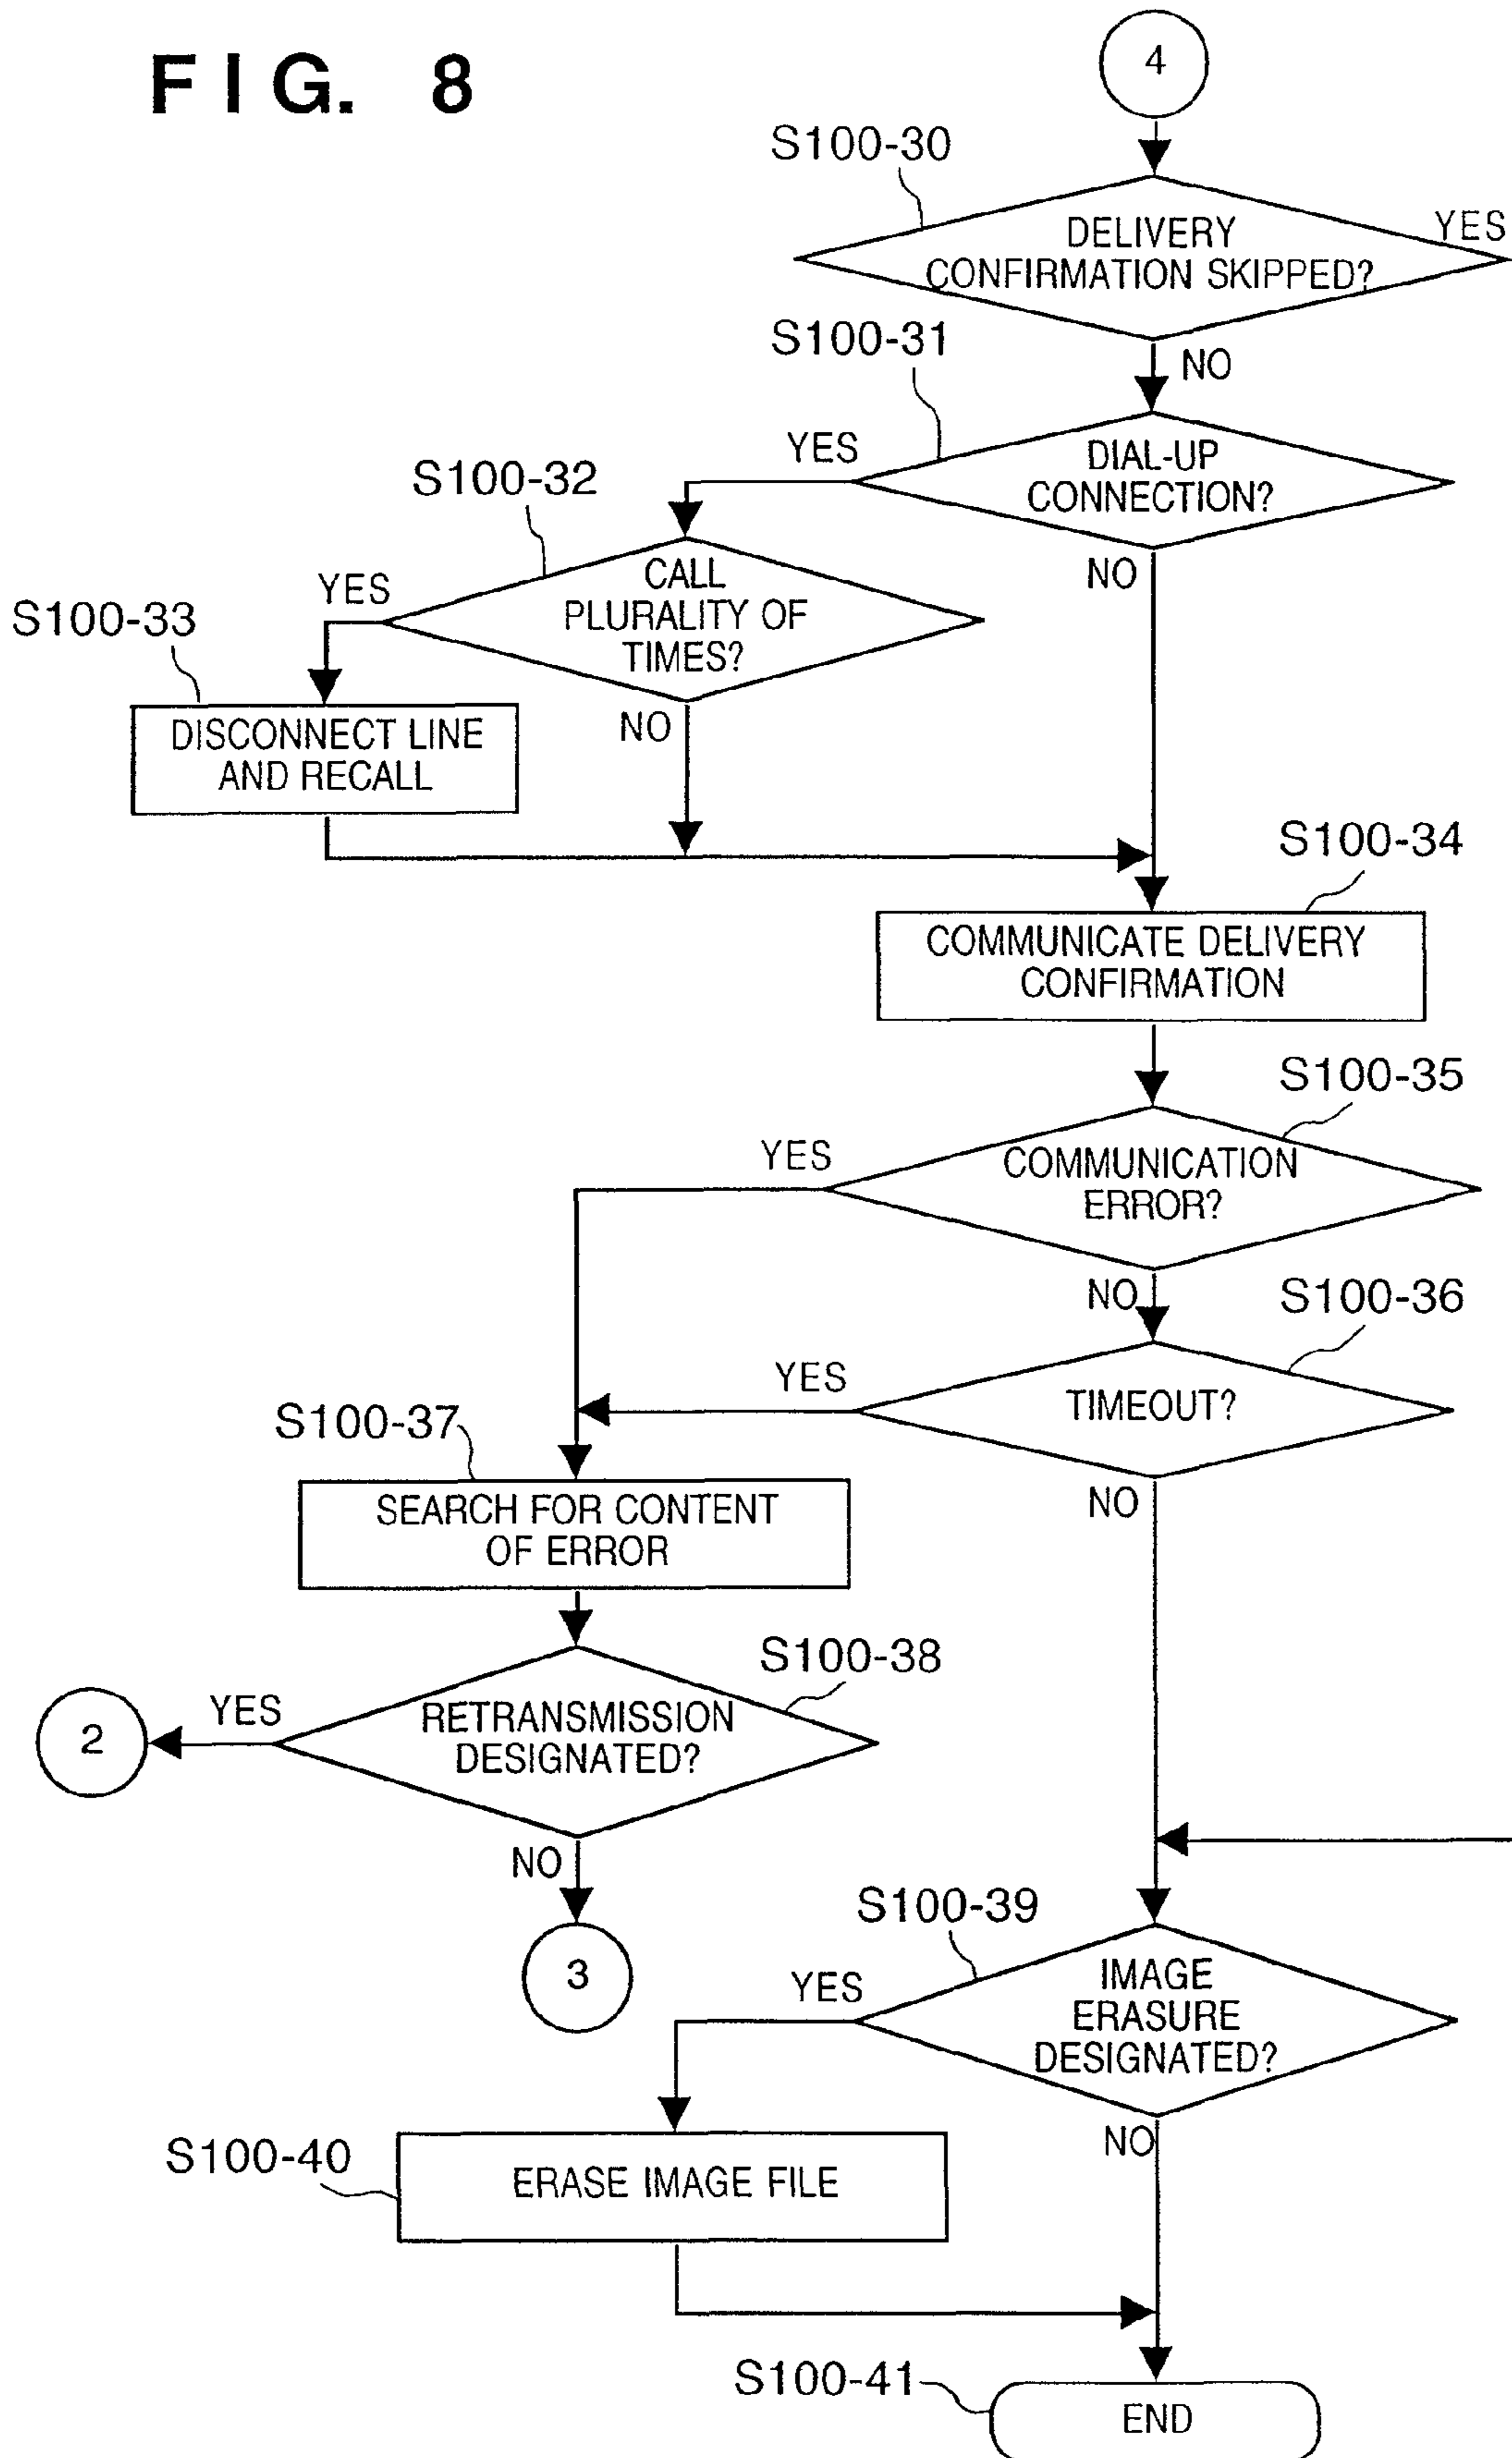 FIG. 8
4
S100-30
DELIVERY
CONFIRMATION SKIPPED?
YES
NO
S100-31
DIAL-UP
CONNECTION?
YES
NO
S100-32
CALL
PLURALITY OF
TIMES?
YES
NO
S100-33
DISCONNECT LINE
AND RECALL
S100-34
COMMUNICATE DELIVERY
CONFIRMATION
S100-35
COMMUNICATION
ERROR?
YES
NO
S100-36
TIMEOUT?
YES
NO
S100-37
SEARCH FOR CONTENT
OF ERROR
S100-38
RETRANSMISSION
DESIGNATED?
YES
2
NO
3
S100-39
IMAGE
ERASURE
DESIGNATED?
YES
NO
S100-40
ERASE IMAGE FILE
S100-41
END